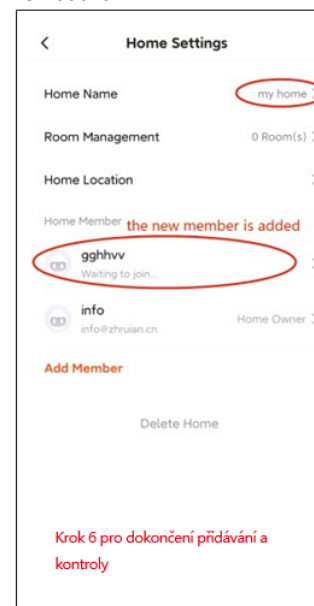 Home Settings
Home Name my home
Room Management 0 Room(s)
Home Location
Home Member the new member is added
gghhvv
Waiting to join...
info
info@zhruian.cn Home Owner
Add Member
Delete Home
Krok 6 pro dokončení přidávání a
kontroly